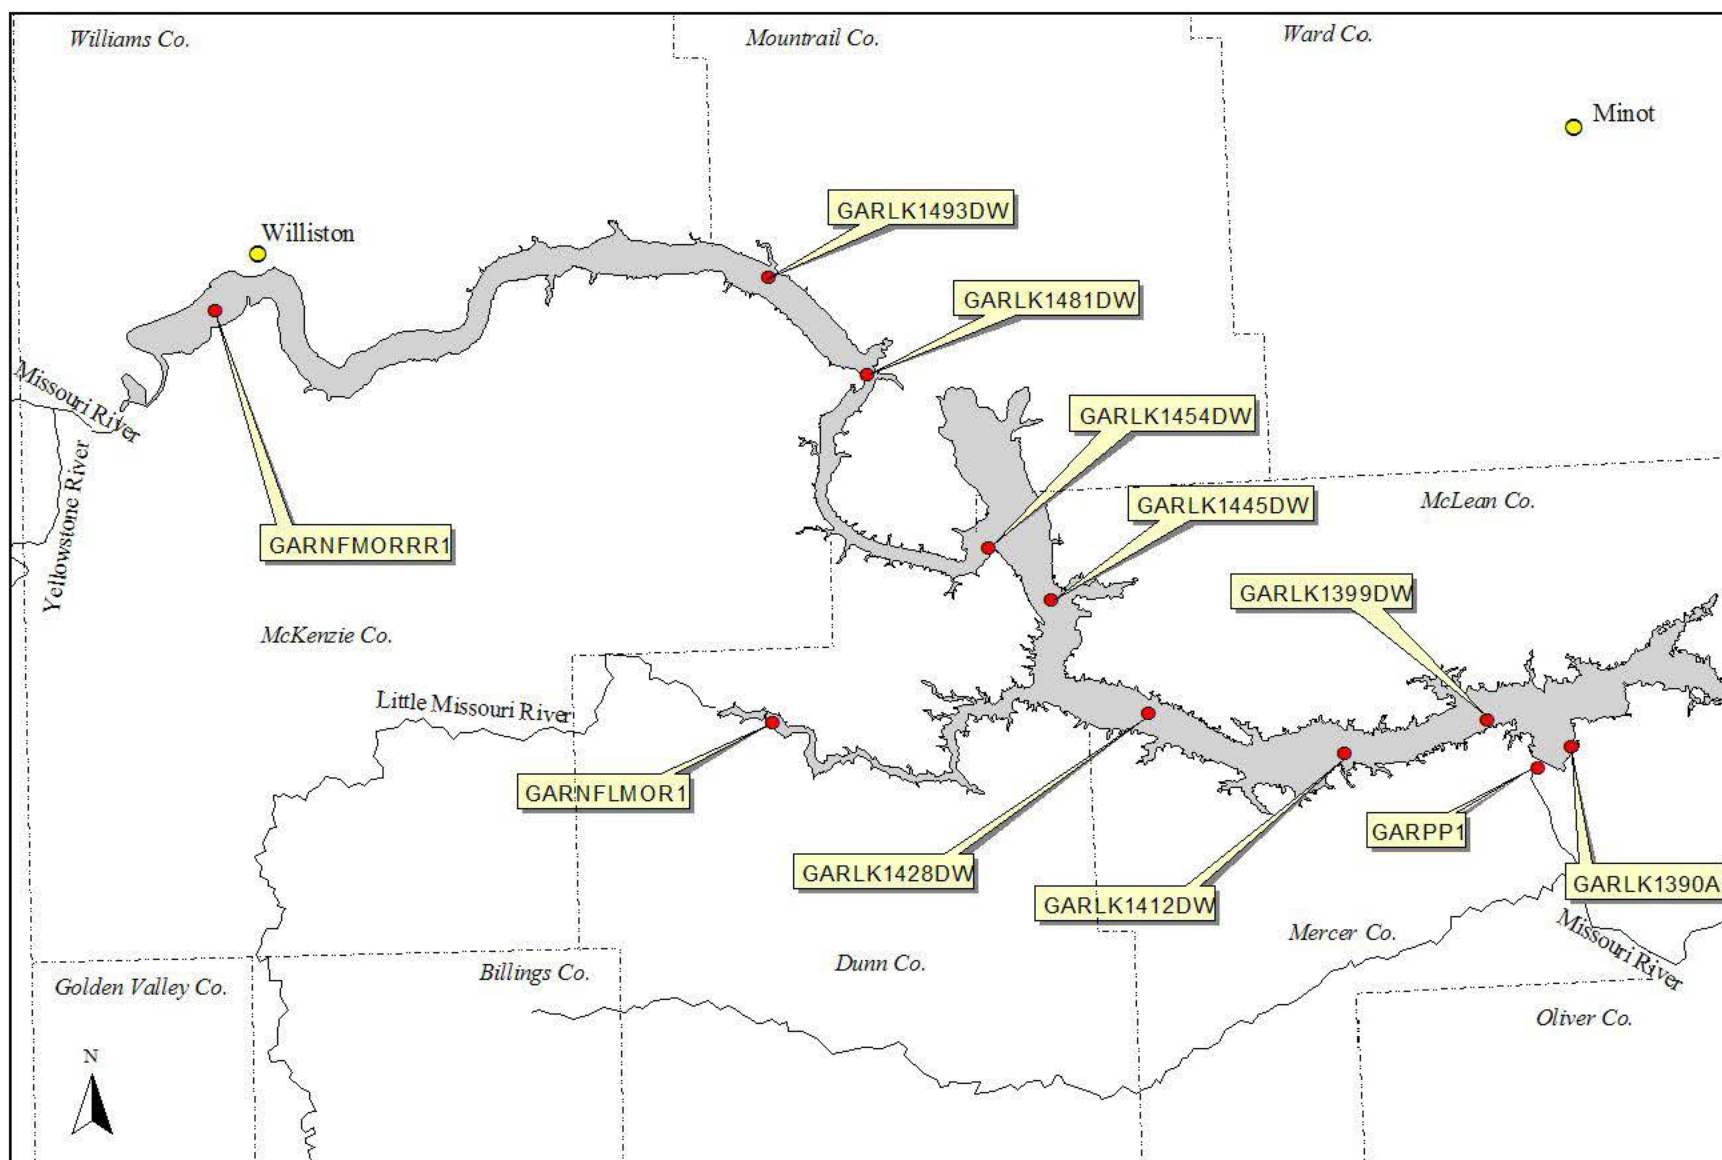 Williams Co.
Mountrail Co.
Ward Co.
Minot
GARLK1493DW
Williston
GARLK1481DW
Missouri River
GARLK1454DW
Yellowstone River
GARLK1445DW
McLean Co.
GARNFMORRR1
GARLK1399DW
McKenzie Co.
Little Missouri River
GARNFLMOR1
GARPP1
GARLK1428DW
GARLK1390A
GARLK1412DW
Mercer Co.
Missouri River
Dunn Co.
Billings Co.
Golden Valley Co.
Oliver Co.
N